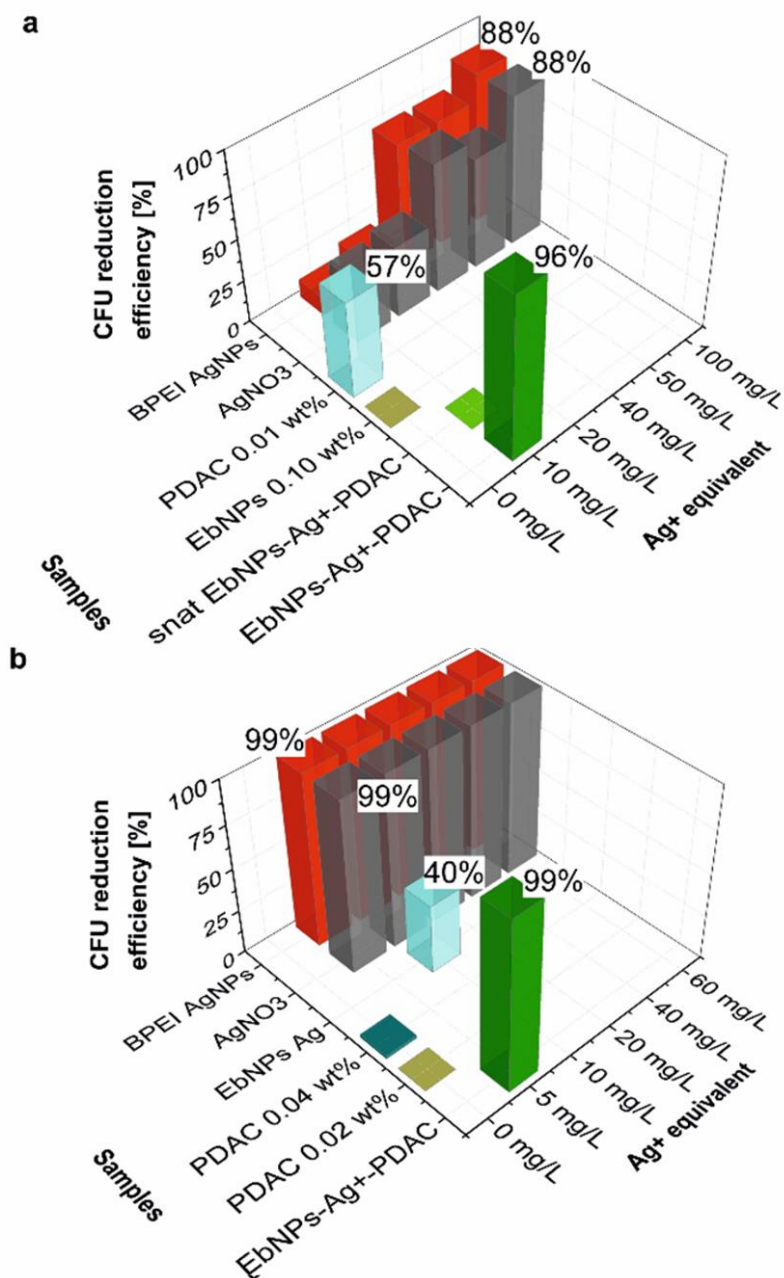 a
88%
88%
57%
96%
CFU reduction
efficiency [%]
100
75
50
25
0
BPEI AgNPs
AgNO3
PDAC 0.01 wt%
EbNPs 0.10 wt%
snat EbNPs-Ag+-PDAC
EbNPs-Ag+-PDAC
Samples
0 mg/L
10 mg/L
20 mg/L
40 mg/L
50 mg/L
100 mg/L
Ag+ equivalent
b
99%
99%
40%
99%
CFU reduction
efficiency [%]
100
75
50
25
0
BPEI AgNPs
AgNO3
EbNPs Ag
PDAC 0.04 wt%
PDAC 0.02 wt%
EbNPs-Ag+-PDAC
Samples
0 mg/L
5 mg/L
10 mg/L
20 mg/L
40 mg/L
60 mg/L
Ag+ equivalent